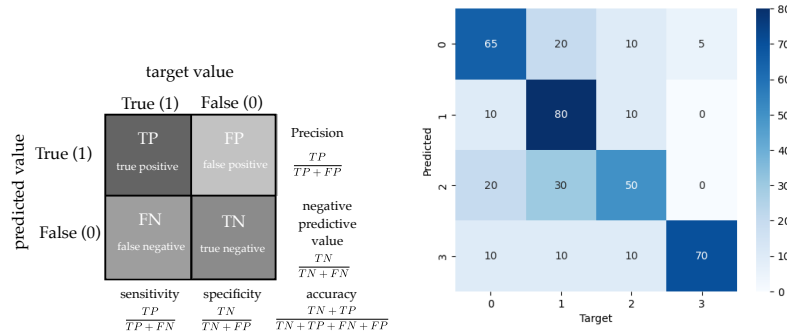 target value
True (1) False (0)
predicted value
True (1)
TP
true positive
FP
false positive
Precision
TP
TP + FP
False (0)
FN
false negative
TN
true negative
negative
predictive
value
TN
TN + FN
sensitivity
TP
TP + FN
specificity
TN
TN + FP
accuracy
TN + TP
TN + TP + FN + FP
Predicted
0 65 20 10 5
1 10 80 10 0
2 20 30 50 0
3 10 10 10 70
0 1 2 3
Target
80
70
60
50
40
30
20
10
0